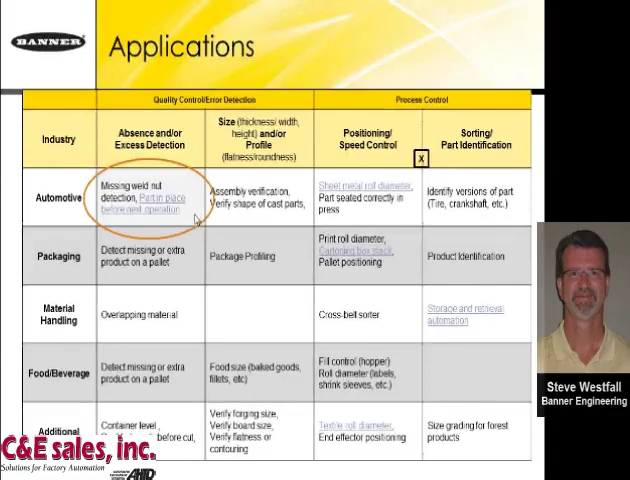 BANNER
Applications
Quality Control/Error Detection
Process Control
Industry
Absence and/or
Excess Detection
Size (thickness/ width,
height) and/or
Profile
(flatness/roundness)
Positioning/
Speed Control
X
Sorting/
Part Identification
Automotive
Missing weld nut
detection, Part in place
before next operation
Assembly verification,
Verify shape of cast parts,
Sheet metal roll diameter,
Part seated correctly in
press
Identify versions of part
(Tire, crankshaft, etc.)
Packaging
Detect missing or extra
product on a pallet
Package Profiling
Print roll diameter,
Cartoning box stack,
Pallet positioning
Product Identification
Material
Handling
Overlapping material
Cross-belt sorter
Storage and retrieval
automation
Food/Beverage
Detect missing or extra
product on a pallet
Food size (baked goods,
fillets, etc)
Fill control (hopper)
Roll diameter (labels,
shrink sleeves, etc.)
Additional
Container level,
before cut,
Verify forging size,
Verify board size,
Verify flatness or
contouring
Textile roll diameter,
End effector positioning
Size grading for forest
products
Steve Westfall
Banner Engineering
C&E sales, inc.
Solutions for Factory Automation
AHTD